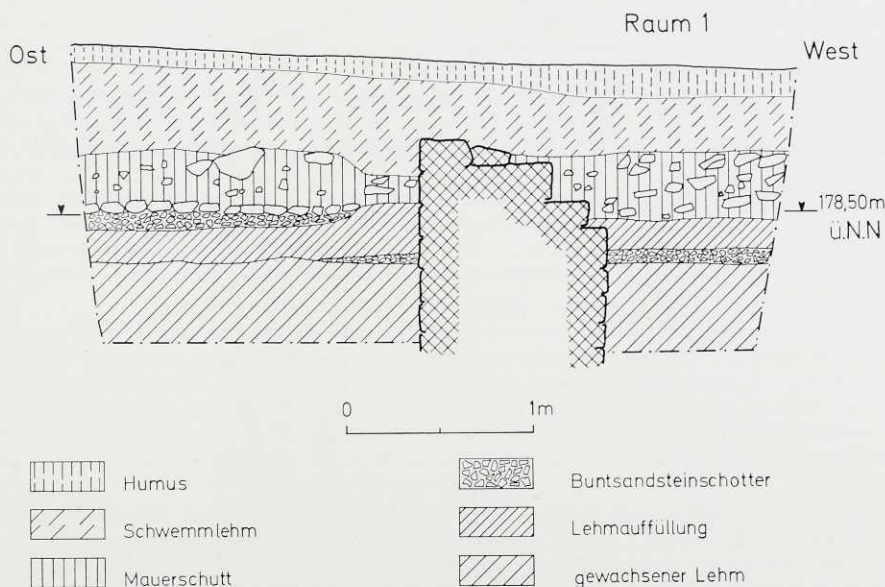 Raum 1
Ost
West
178,50m
ü.N.N
0
1m
Humus
Buntsandsteinschotter
Schwemmlehm
Lehmauffüllung
Mauerschutt
gewachsener Lehm